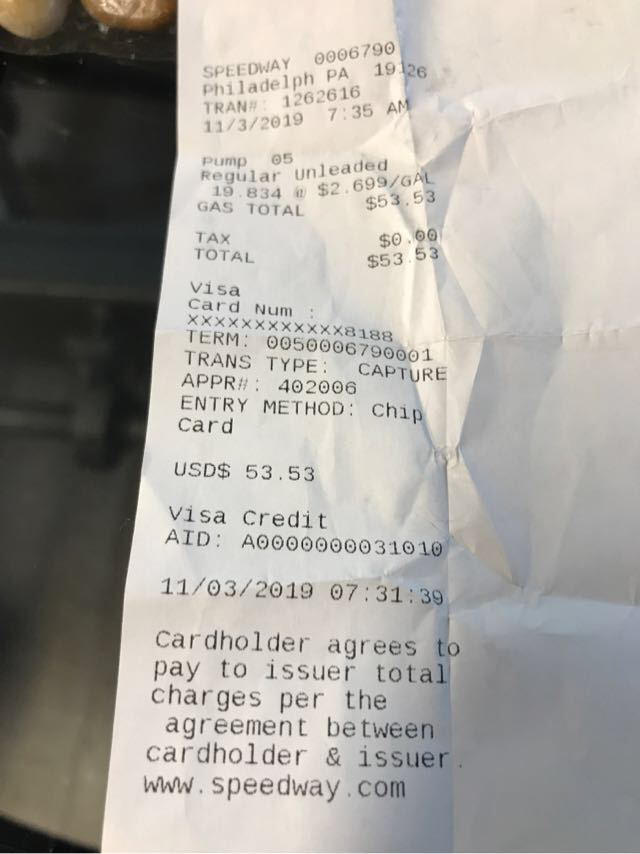 SPEEDWAY 0006790
Philadelph PA 19126
TRAN#: 1262616
11/3/2019 7:35 AM
Pump 05
Regular Unleaded
19.834 @ $2.699/GAL
GAS TOTAL $53.53
TAX $0.00
TOTAL $53.53
Visa
Card Num :
XXXXXXXXXXXX8188
TERM: 0050006790001
TRANS TYPE: CAPTURE
APPR#: 402006
ENTRY METHOD: Chip
Card
USD$ 53.53
Visa Credit
AID: A0000000031010
11/03/2019 07:31:39
Cardholder agrees to
pay to issuer total
charges per the
agreement between
cardholder & issuer.
www.speedway.com